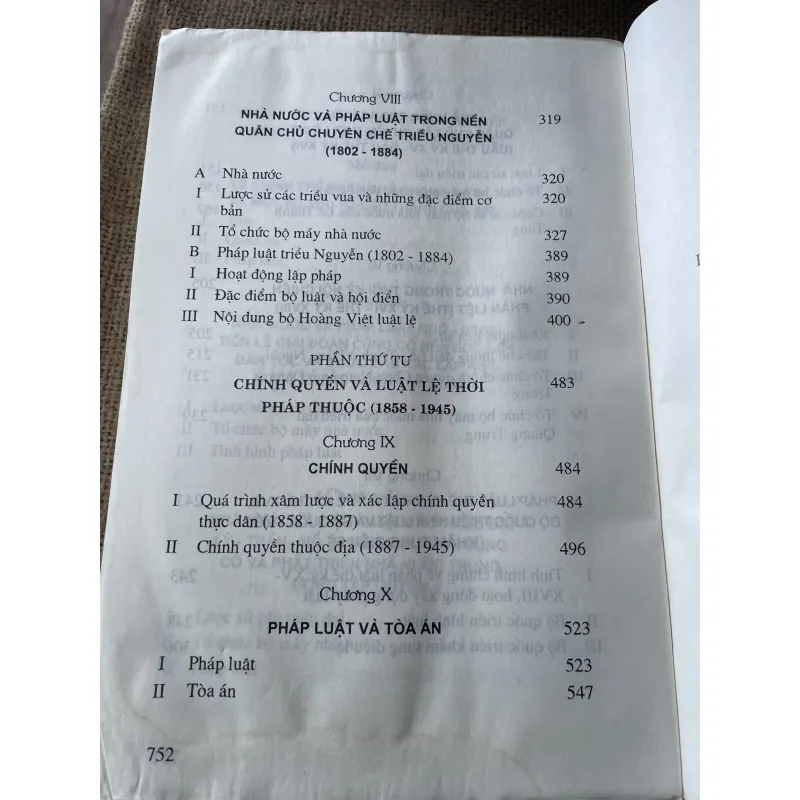 Chương VIII
NHÀ NƯỚC VÀ PHÁP LUẬT TRONG NỀN 319
QUÂN CHỦ CHUYÊN CHẾ TRIỀU NGUYỄN
(1802 - 1884)
A Nhà nước 320
I Lược sử các triều vua và những đặc điểm cơ 320
bản
II Tổ chức bộ máy nhà nước 327
B Pháp luật triều Nguyễn (1802 - 1884) 389
I Hoạt động lập pháp 389
II Đặc điểm bộ luật và hội điển 390
III Nội dung bộ Hoàng Việt luật lệ 400
PHẦN THỨ TƯ
CHÍNH QUYỀN VÀ LUẬT LỆ THỜI 483
PHÁP THUỘC (1858 - 1945)
Chương IX
CHÍNH QUYỀN 484
I Quá trình xâm lược và xác lập chính quyền 484
thực dân (1858 - 1887)
II Chính quyền thuộc địa (1887 - 1945) 496
Chương X
PHÁP LUẬT VÀ TÒA ÁN 523
I Pháp luật 523
II Tòa án 547
752